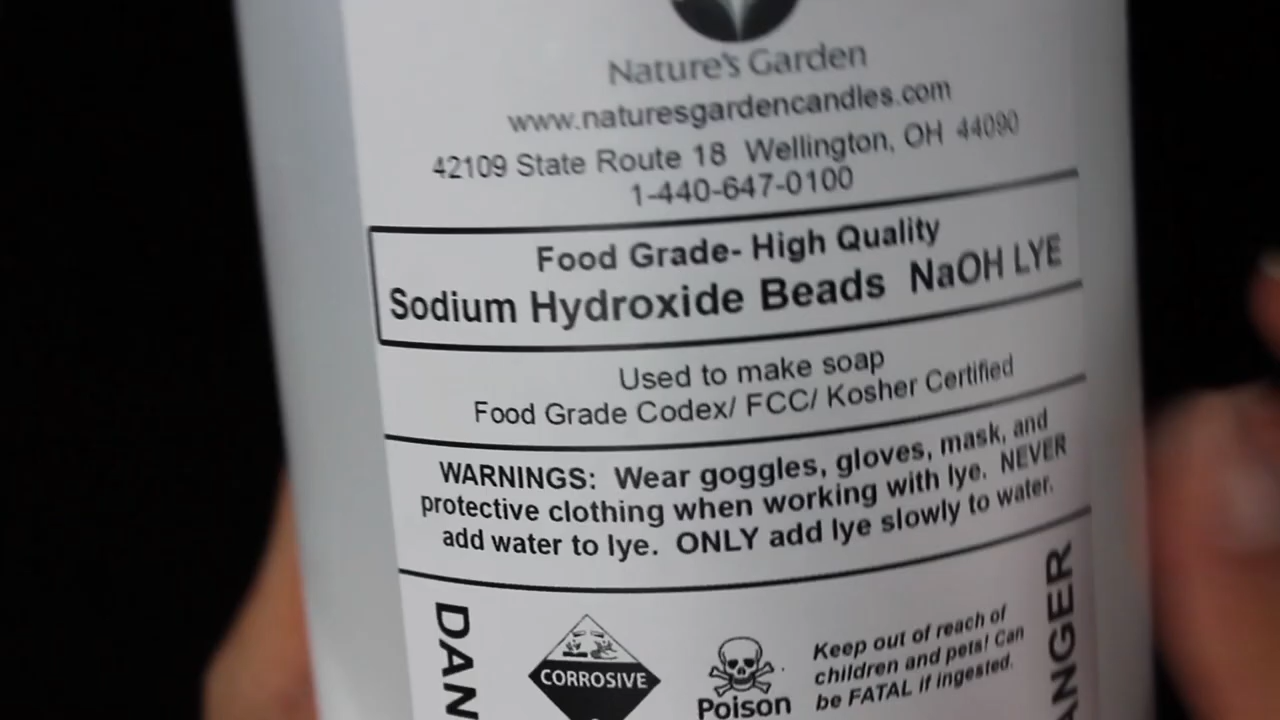 Nature's Garden
www.naturesgardencandles.com
42109 State Route 18 Wellington, OH 44090
1-440-647-0100
Food Grade- High Quality
Sodium Hydroxide Beads NaOH LYE
Used to make soap
Food Grade Codex/ FCC/ Kosher Certified
WARNINGS: Wear goggles, gloves, mask, and
protective clothing when working with lye. NEVER
add water to lye. ONLY add lye slowly to water.
DAN
CORROSIVE
Poison
Keep out of reach of
children and pets! Can
be FATAL if ingested.
ANGER